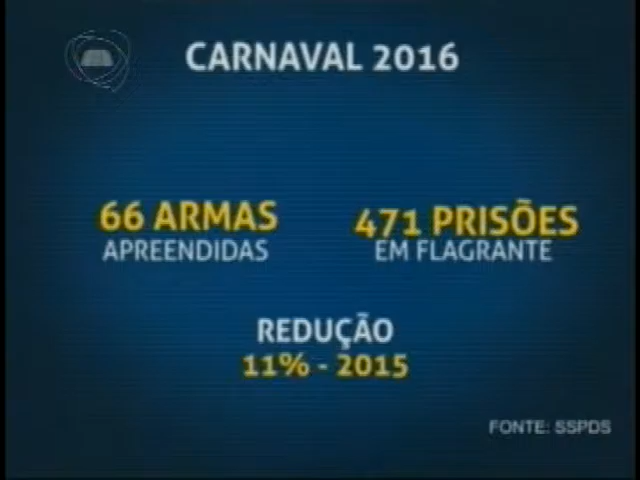 CARNAVAL 2016
66 ARMAS
APREENDIDAS
471 PRISÕES
EM FLAGRANTE
REDUÇÃO
11% - 2015
FONTE: SSPDS